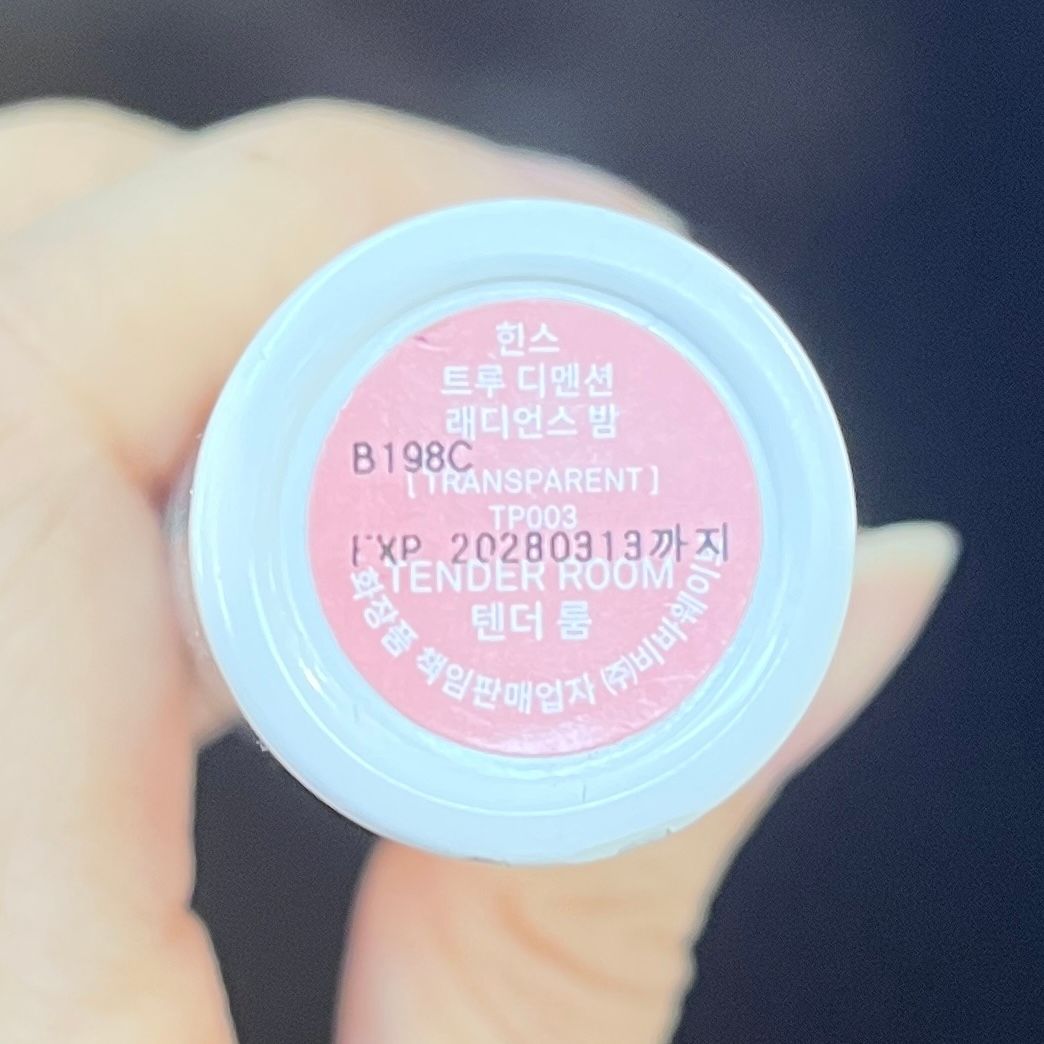 힌스
트루 디멘션
래디언스 밤
B198C
[ TRANSPARENT ]
TP003
EXP 20280313까지
TENDER ROOM
텐더 룸
화장품 책임판매업자 ㈜비바웨이브